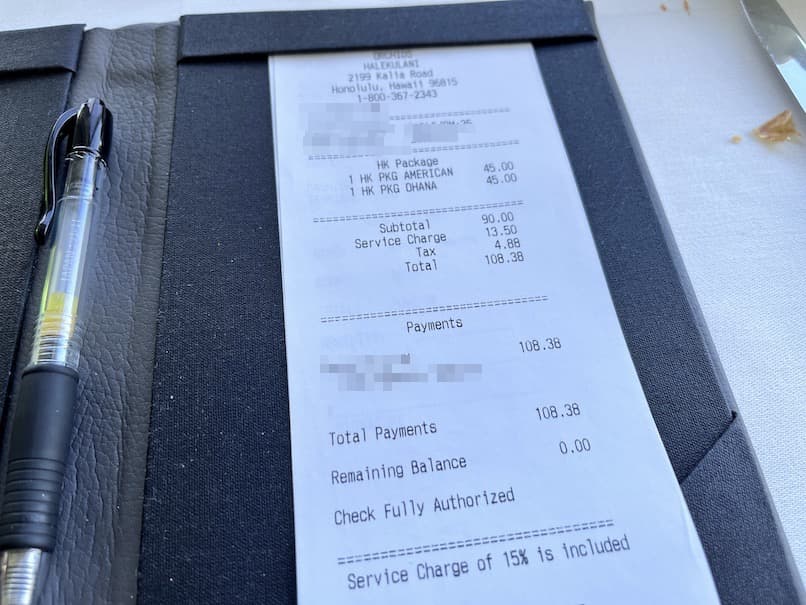 ORCHIDS
HALEKULANI
2199 Kalia Road
Honolulu, Hawaii 96815
1-800-367-2343
HK Package
1 HK PKG AMERICAN 45.00
1 HK PKG OHANA 45.00
Subtotal 90.00
Service Charge 13.50
Tax 4.88
Total 108.38
Payments
108.38
Total Payments 108.38
Remaining Balance 0.00
Check Fully Authorized
Service Charge of 15% is included